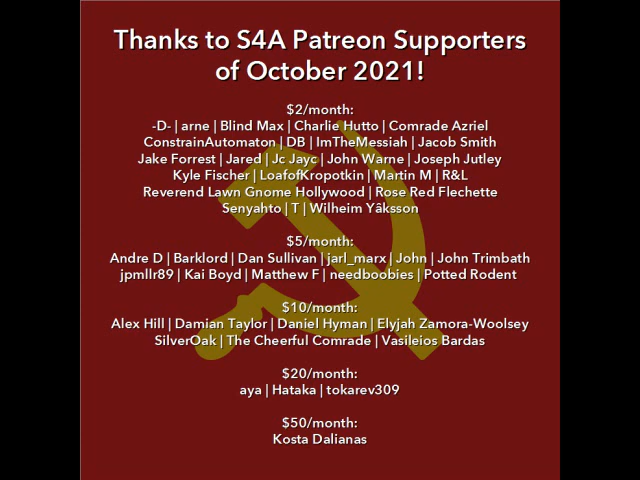 Thanks to S4A Patreon Supporters
of October 2021!
$2/month:
-D- | arne | Blind Max | Charlie Hutto | Comrade Azriel
ConstrainAutomaton | DB | ImTheMessiah | Jacob Smith
Jake Forrest | Jared | Jc Jayc | John Warne | Joseph Jutley
Kyle Fischer | LoafofKropotkin | Martin M | R&L
Reverend Lawn Gnome Hollywood | Rose Red Flechette
Senyahto | T | Wilheim Yâksson
$5/month:
Andre D | Barklord | Dan Sullivan | jarl_marx | John | John Trimbath
jpmllr89 | Kai Boyd | Matthew F | needboobies | Potted Rodent
$10/month:
Alex Hill | Damian Taylor | Daniel Hyman | Elyjah Zamora-Woolsey
SilverOak | The Cheerful Comrade | Vasileios Bardas
$20/month:
aya | Hataka | tokarev309
$50/month:
Kosta Dalianas